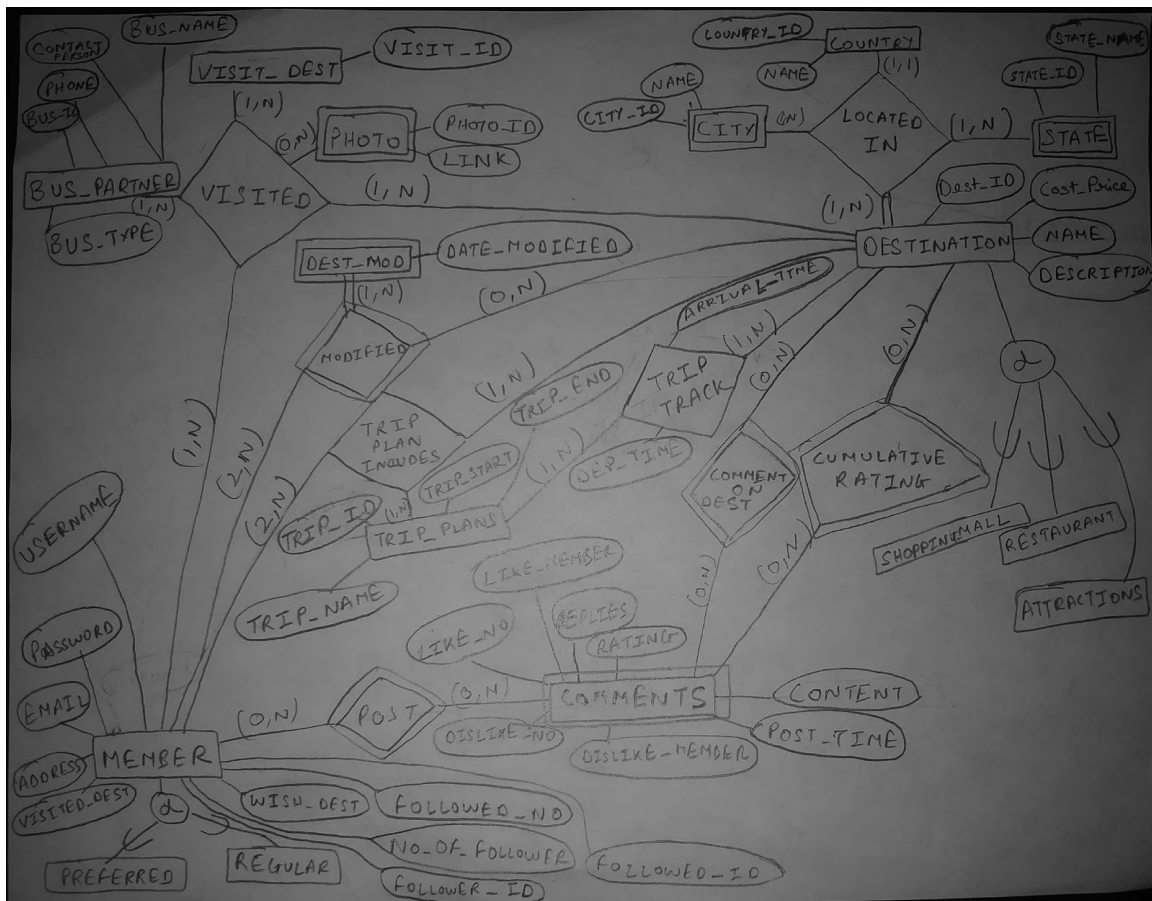 BUS_NAME
CONTACT
PERSON
VISIT_ID
VISIT_DEST
PHONE
BUS_ID
(1,N)
(0,N)
PHOTO
PHOTO_ID
LINK
BUS_PARTNER
(1,N)
VISITED
(1,N)
BUS_TYPE
COUNTRY_ID
COUNTRY
STATE_NAME
NAME
NAME
(1,1)
STATE_ID
CITY_ID
CITY
LOCATED
IN
(1,N)
STATE
(1,N)
Dest_ID
Cost_Price
DESTINATION
NAME
DESCRIPTION
DEST_MOD
DATE_MODIFIED
(1,N)
(0,N)
MODIFIED
ARRIVAL_TIME
(1,N)
(0,N)
(0,N)
TRIP
TRACK
(1,N)
TRIP_END
TRIP
PLAN
INCLUDES
(1,N)
(2,N)
(2,N)
TRIP_START
(1,N)
DEP_TIME
COMMENT
ON
DEST
CUMULATIVE
RATING
d
TRIP_ID
(1,N)
TRIP_PLANS
SHOPPINGMALL
RESTAURANT
ATTRACTIONS
USERNAME
TRIP_NAME
LIKE_MEMBER
(0,N)
(0,N)
PASSWORD
LIKE_NO
REPLIES
RATING
EMAIL
(0,N)
POST
(0,N)
COMMENTS
CONTENT
DISLIKE_NO
DISLIKE_MEMBER
POST_TIME
MEMBER
ADDRESS
VISITED_DEST
d
WISH_DEST
FOLLOWED_NO
NO_OF_FOLLOWER
FOLLOWED_ID
PREFERRED
REGULAR
FOLLOWER_ID